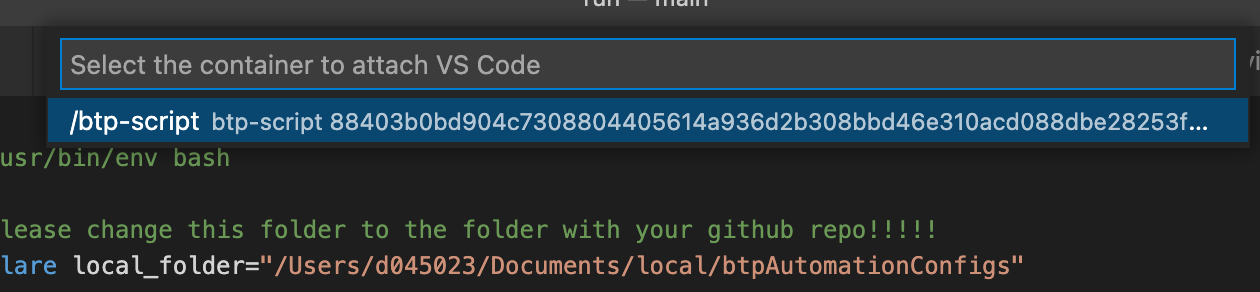 run — main
Select the container to attach VS Code
/btp-script btp-script 88403b0bd904c7308804405614a936d2b308bbd46e310acd088dbe28253f...
usr/bin/env bash
lease change this folder to the folder with your github repo!!!!!
lare local_folder="/Users/d045023/Documents/local/btpAutomationConfigs"